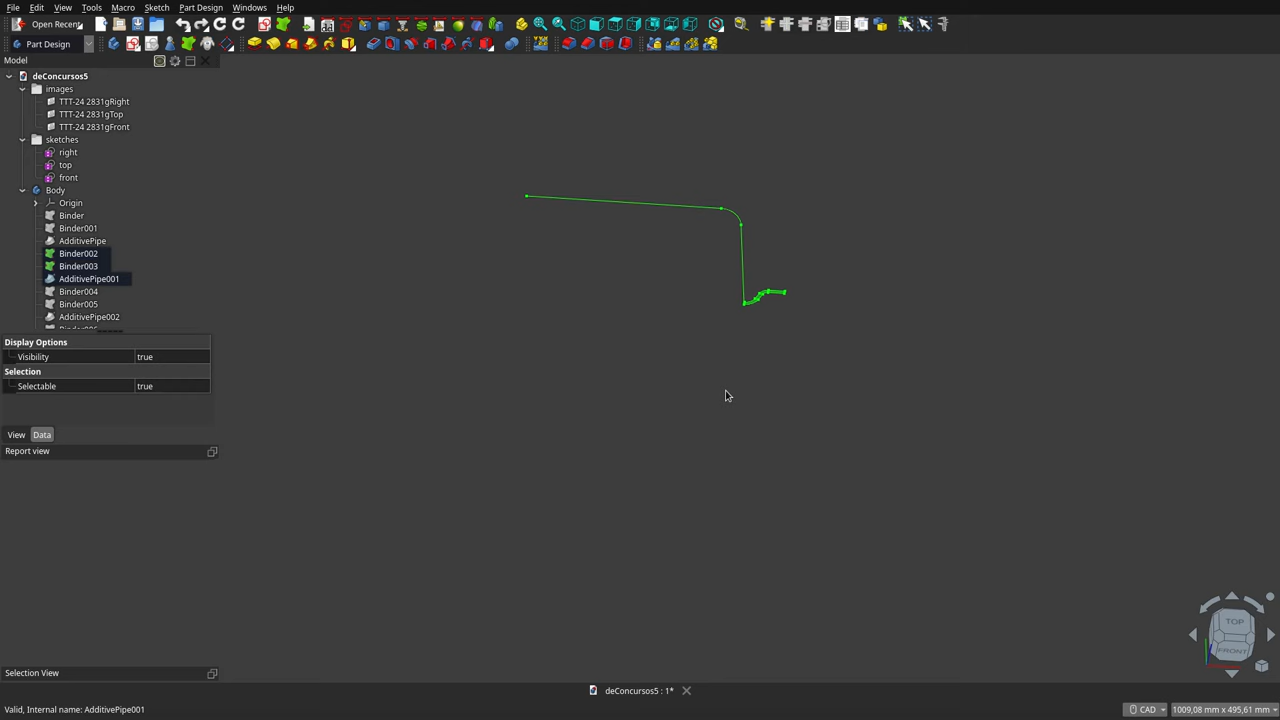 File Edit View Tools Macro Sketch Part Design Windows Help
Open Recent
Part Design
Model
deConcursos5
images
TTT-24 2831gRight
TTT-24 2831gTop
TTT-24 2831gFront
sketches
right
top
front
Body
Origin
Binder
Binder001
AdditivePipe
Binder002
Binder003
AdditivePipe001
Binder004
Binder005
AdditivePipe002
Display Options
Visibility true
Selection
Selectable true
View Data
Report view
TOP
FRONT
Selection View
deConcursos5 : 1*
Valid, Internal name: AdditivePipe001
CAD 1009,08 mm x 495,61 mm